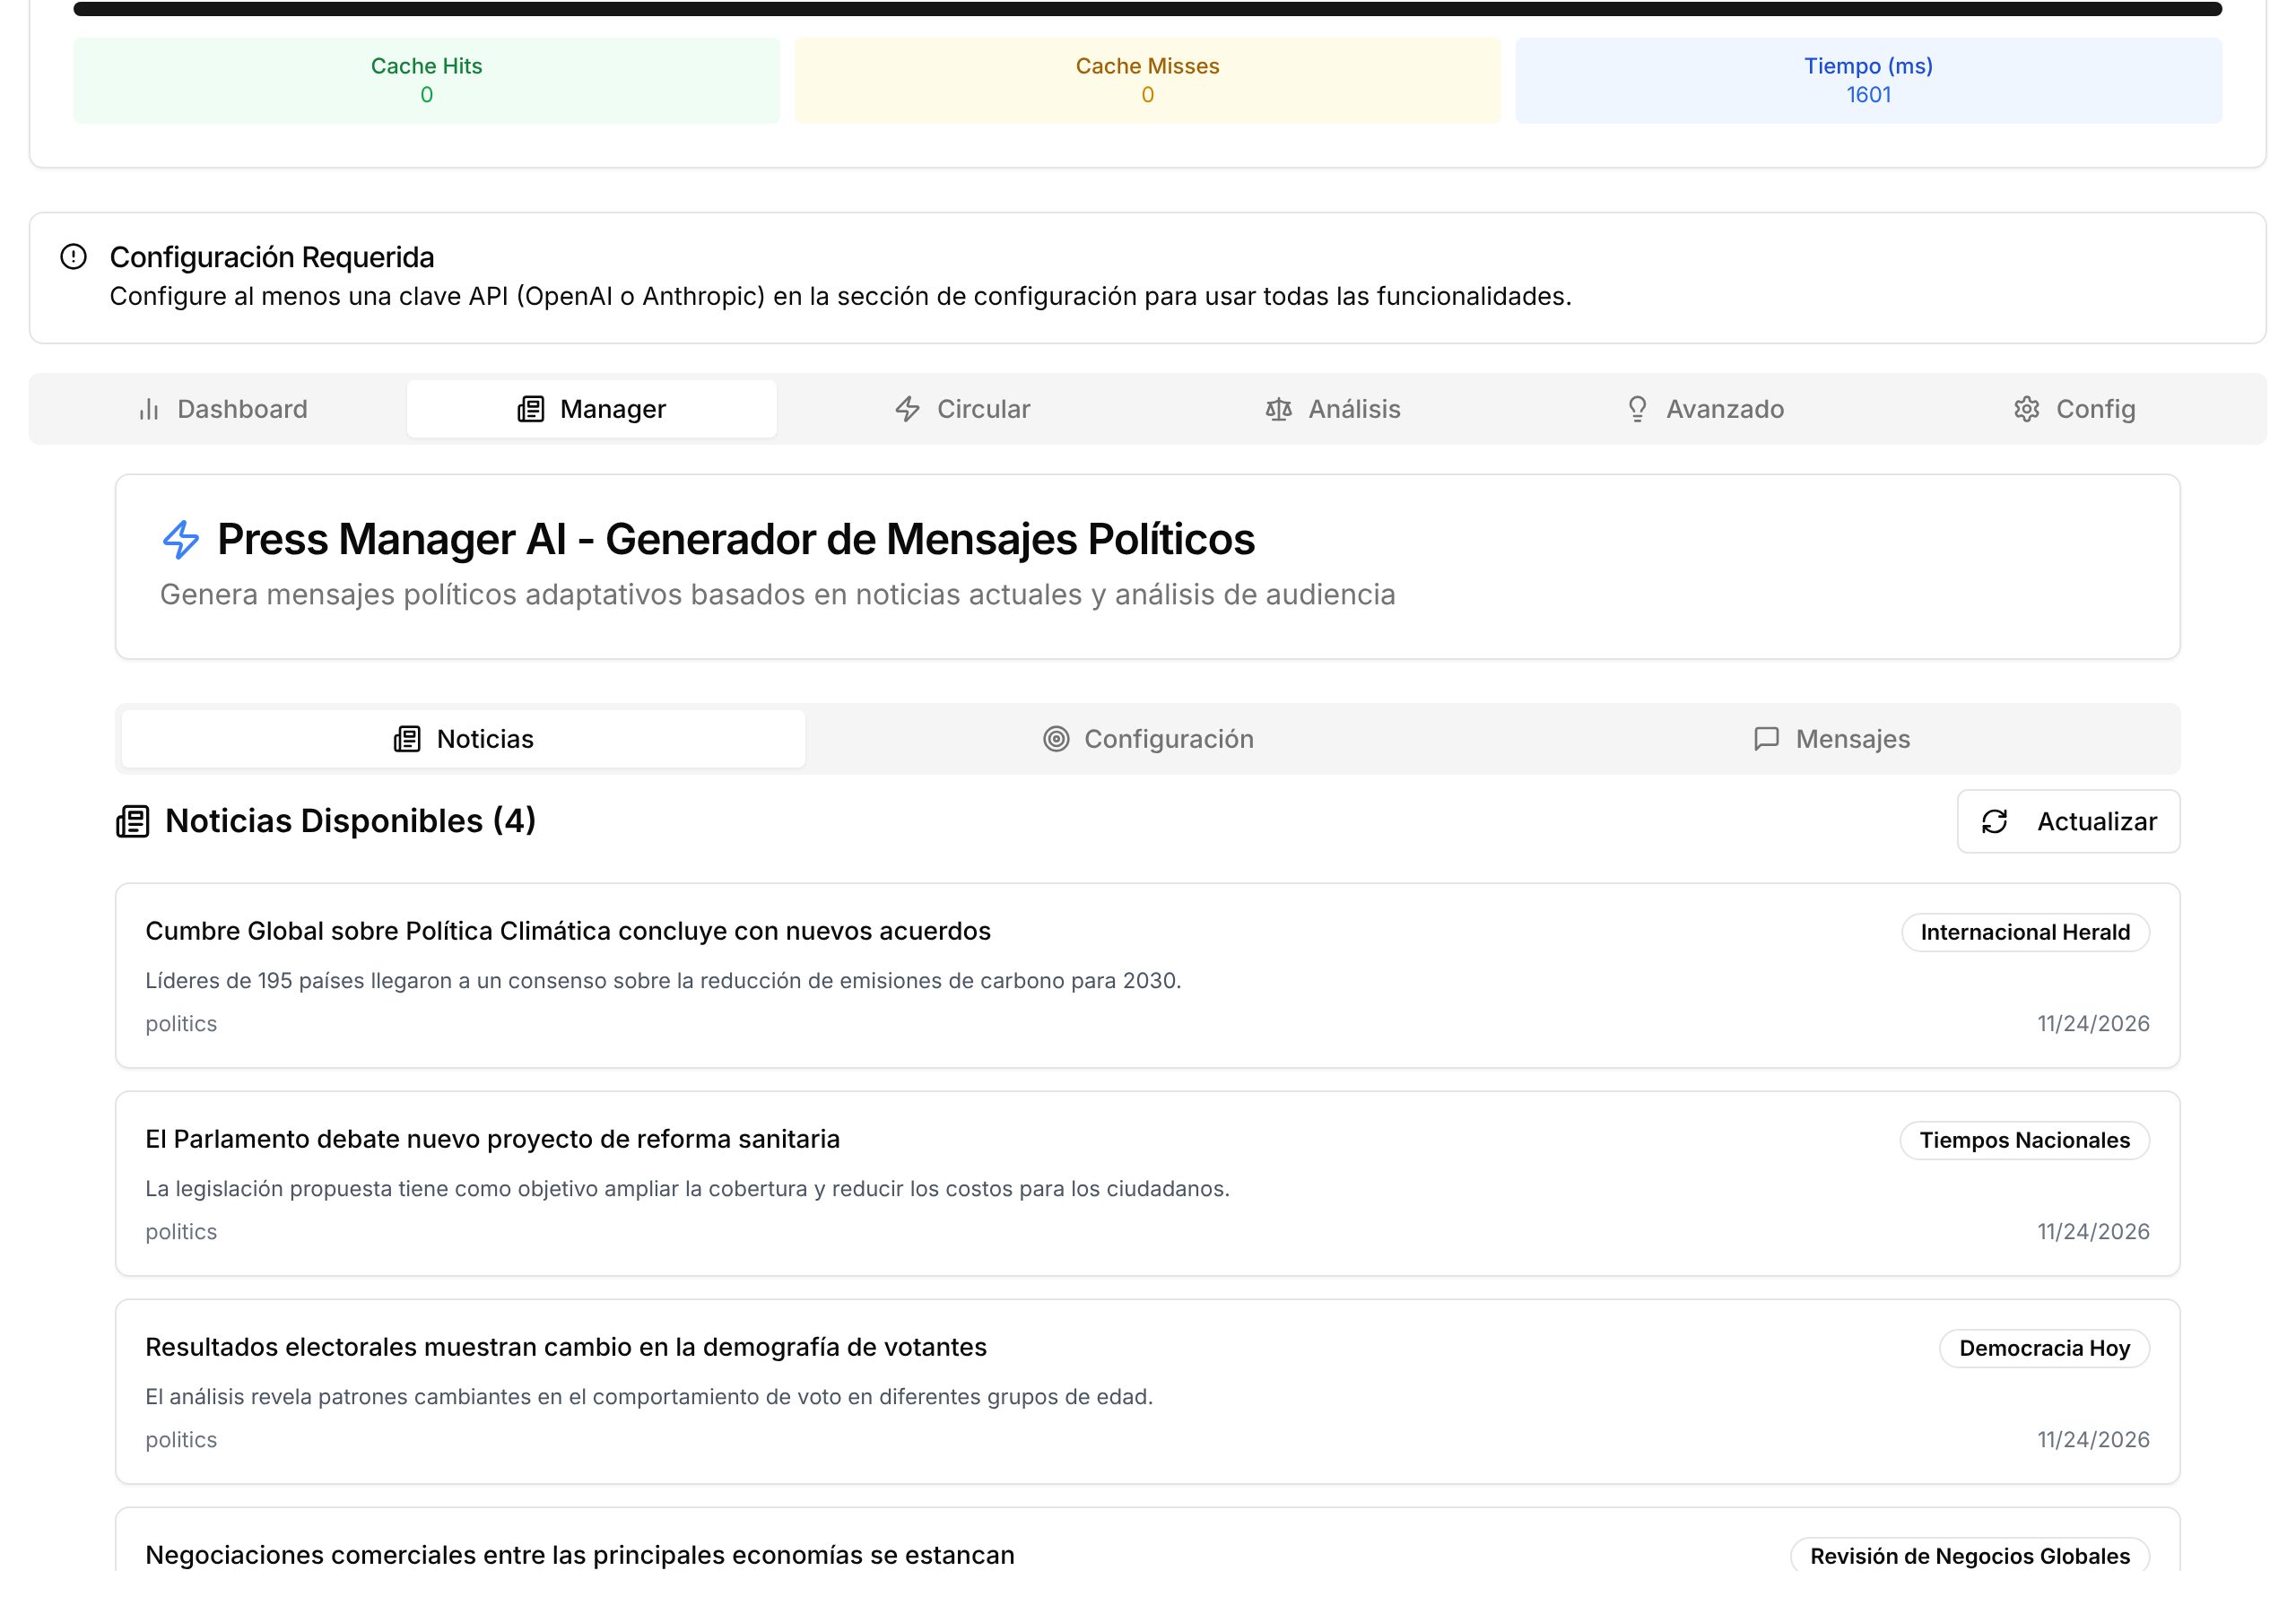 Cache Hits
0
Cache Misses
0
Tiempo (ms)
1601
Configuración Requerida
Configure al menos una clave API (OpenAI o Anthropic) en la sección de configuración para usar todas las funcionalidades.
Dashboard
Manager
Circular
Análisis
Avanzado
Config
Press Manager AI - Generador de Mensajes Políticos
Genera mensajes políticos adaptativos basados en noticias actuales y análisis de audiencia
Noticias
Configuración
Mensajes
Noticias Disponibles (4)
Actualizar
Cumbre Global sobre Política Climática concluye con nuevos acuerdos
Internacional Herald
Líderes de 195 países llegaron a un consenso sobre la reducción de emisiones de carbono para 2030.
politics
11/24/2026
El Parlamento debate nuevo proyecto de reforma sanitaria
Tiempos Nacionales
La legislación propuesta tiene como objetivo ampliar la cobertura y reducir los costos para los ciudadanos.
politics
11/24/2026
Resultados electorales muestran cambio en la demografía de votantes
Democracia Hoy
El análisis revela patrones cambiantes en el comportamiento de voto en diferentes grupos de edad.
politics
11/24/2026
Negociaciones comerciales entre las principales economías se estancan
Revisión de Negocios Globales